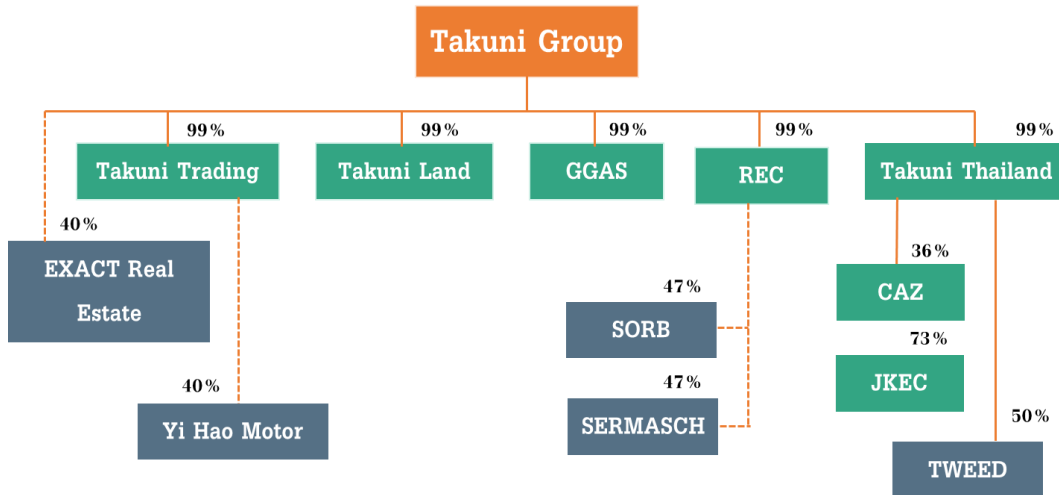 Takuni Group
99%
99%
99%
99%
99%
Takuni Trading
Takuni Land
GGAS
REC
Takuni Thailand
40%
EXACT Real
Estate
36%
CAZ
47%
SORB
73%
JKEC
40%
Yi Hao Motor
47%
SERMASCH
50%
TWEED